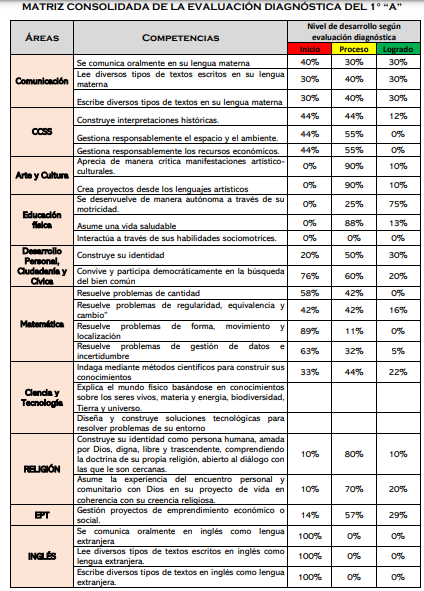 MATRIZ CONSOLIDADA DE LA EVALUACIÓN DIAGNÓSTICA DEL 1° “A”
ÁREAS
COMPETENCIAS
Nivel de desarrollo según
evaluación diagnóstica
Inicio Proceso Logrado
Comunicación
Se comunica oralmente en su lengua materna 40% 30% 30%
Lee diversos tipos de textos escritos en su lengua
materna 30% 40% 30%
Escribe diversos tipos de textos en su lengua materna 30% 40% 30%
CCSS
Construye interpretaciones históricas. 44% 44% 12%
Gestiona responsablemente el espacio y el ambiente. 44% 55% 0%
Gestiona responsablemente los recursos económicos. 44% 55% 0%
Arte y Cultura
Aprecia de manera critica manifestaciones artístico-
culturales. 0% 90% 10%
Crea proyectos desde los lenguajes artísticos 0% 90% 10%
Educación
física
Se desenvuelve de manera autónoma a través de su
motricidad. 0% 25% 75%
Asume una vida saludable 0% 88% 13%
Interactúa a través de sus habilidades sociomotrices. 0% 0% 0%
Desarrollo
Personal,
Ciudadanía y
Cívica
Construye su identidad 20% 50% 30%
Convive y participa democráticamente en la búsqueda
del bien común 76% 60% 20%
Matemática
Resuelve problemas de cantidad 58% 42% 0%
Resuelve problemas de regularidad, equivalencia y
cambio” 42% 42% 16%
Resuelve problemas de forma, movimiento y
localización 89% 11% 0%
Resuelve problemas de gestión de datos e
incertidumbre 63% 32% 5%
Ciencia y
Tecnología
Indaga mediante métodos científicos para construir sus
conocimientos 33% 44% 22%
Explica el mundo físico basándose en conocimientos
sobre los seres vivos, materia y energía, biodiversidad,
Tierra y universo.
Diseña y construye soluciones tecnológicas para
resolver problemas de su entorno
RELIGIÓN
Construye su identidad como persona humana, amada
por Dios, digna, libre y trascendente, comprendiendo
la doctrina de su propia religión, abierto al diálogo con
las que le son cercanas. 10% 80% 10%
Asume la experiencia del encuentro personal y
comunitario con Dios en su proyecto de vida en
coherencia con su creencia religiosa. 10% 70% 20%
EPT
Gestión proyectos de emprendimiento económico o
social. 14% 57% 29%
INGLÉS
Se comunica oralmente en inglés como lengua
extranjera 100% 0% 0%
Lee diversos tipos de textos escritos en inglés como
lengua extranjera. 100% 0% 0%
Escribe diversos tipos de textos en inglés como lengua
extranjera. 100% 0% 0%